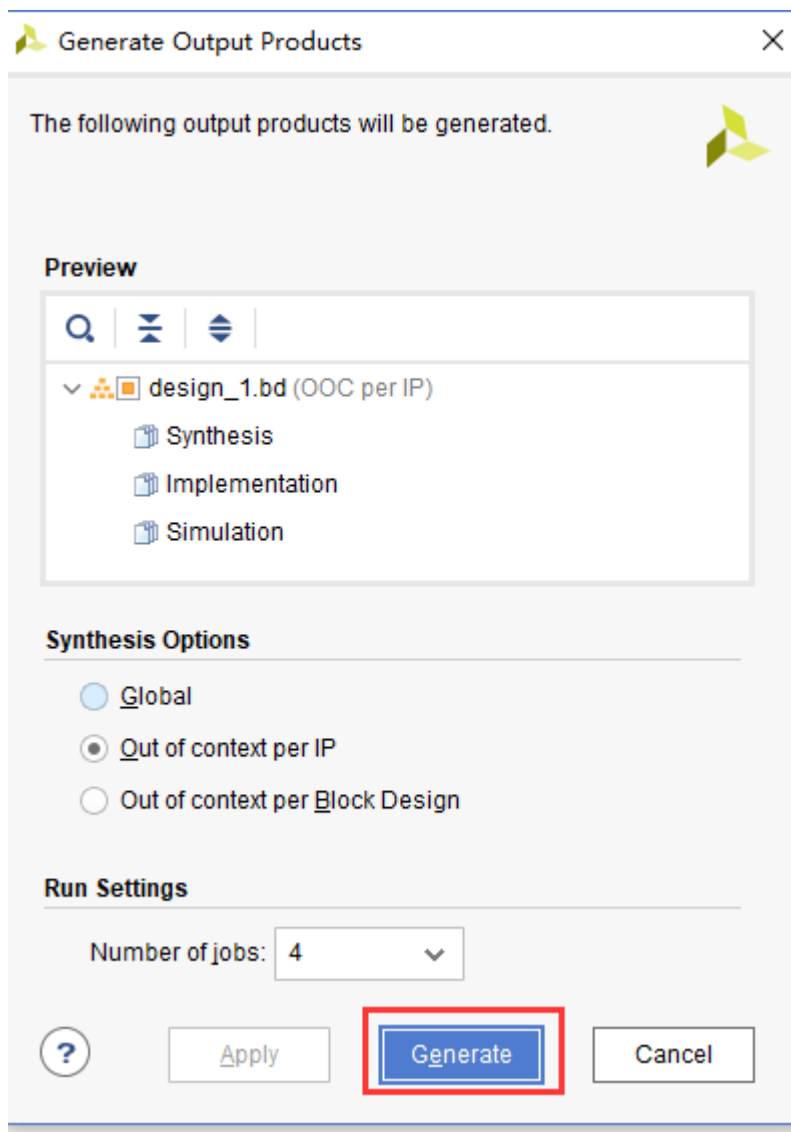 Generate Output Products
The following output products will be generated.
Preview
design_1.bd (OOC per IP)
Synthesis
Implementation
Simulation
Synthesis Options
Global
Out of context per IP
Out of context per Block Design
Run Settings
Number of jobs: 4
? Apply Generate Cancel